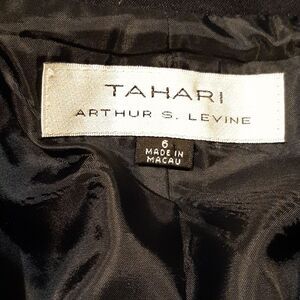 TAHARI
ARTHUR S. LEVINE
6
MADE IN
MACAU